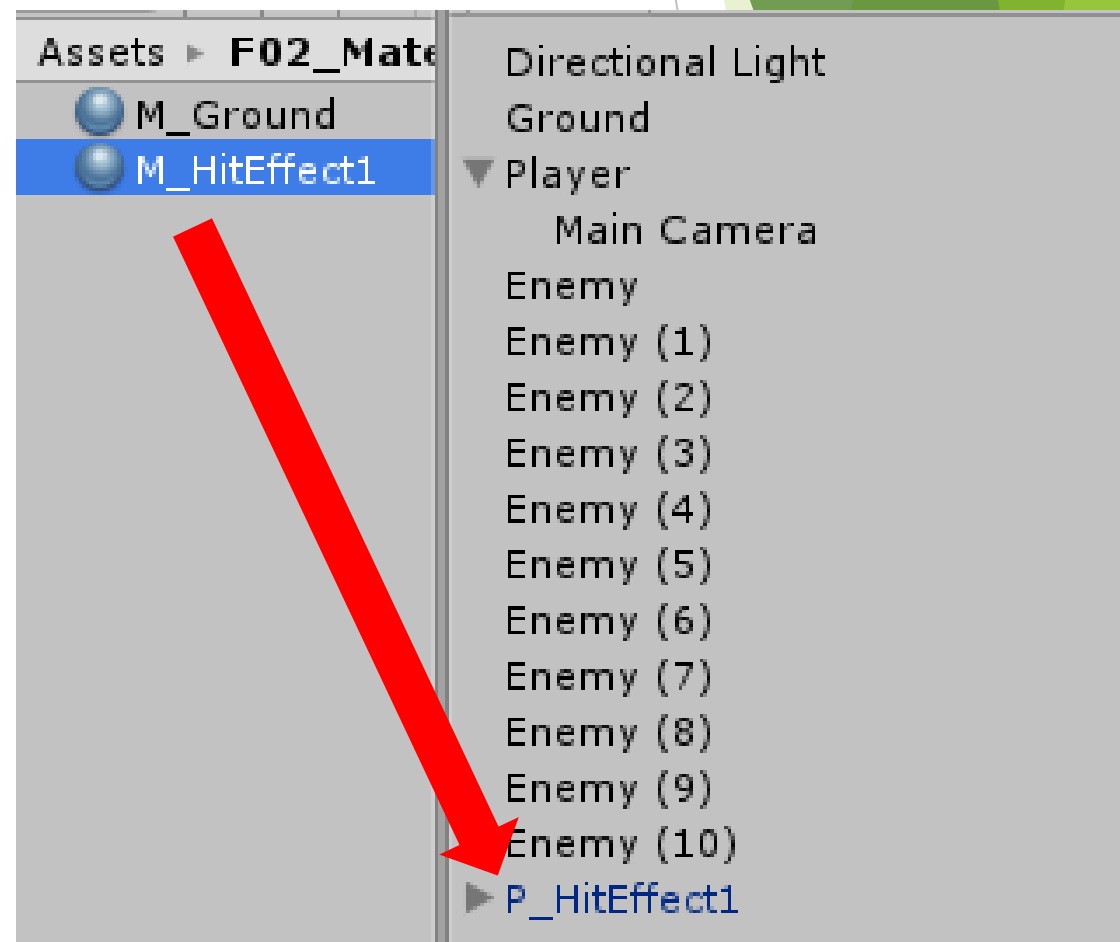 Assets ▸ F02_Mate
M_Ground
M_HitEffect1
Directional Light
Ground
Player
Main Camera
Enemy
Enemy (1)
Enemy (2)
Enemy (3)
Enemy (4)
Enemy (5)
Enemy (6)
Enemy (7)
Enemy (8)
Enemy (9)
Enemy (10)
P_HitEffect1